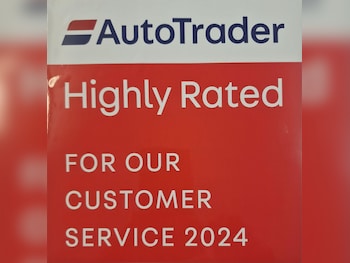 AutoTrader
Highly Rated
FOR OUR
CUSTOMER
SERVICE 2024